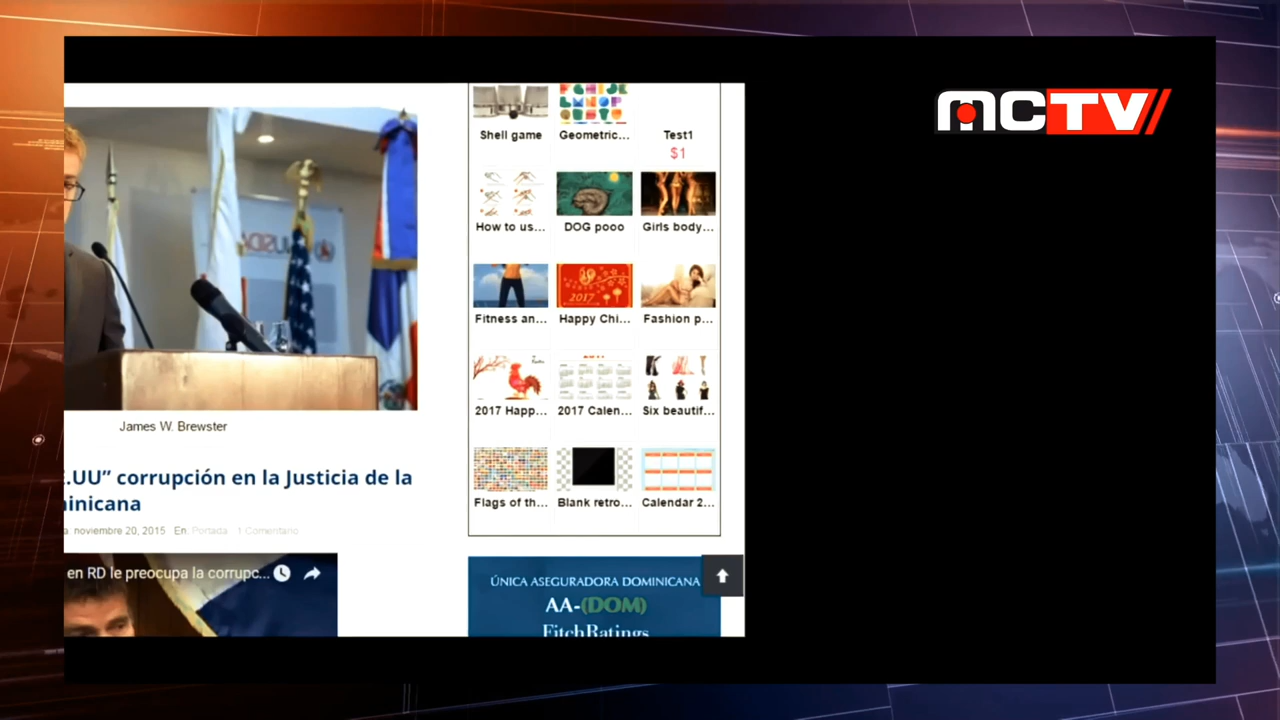 MCTV
Shell game
Geometric...
Test1
$1
How to us...
DOG pooo
Girls body...
Fitness an...
Happy Chi...
2017
Fashion p...
2017 Happ...
2017 Calen...
Six beautif...
Flags of th...
Blank retro...
Calendar 2...
James W. Brewster
E.UU” corrupción en la Justicia de la
inicana
a: noviembre 20, 2015 En: Portada 1 Comentario
en RD le preocupa la corrupc...
ÚNICA ASEGURADORA DOMINICANA
AA-(DOM)
FitchRatings